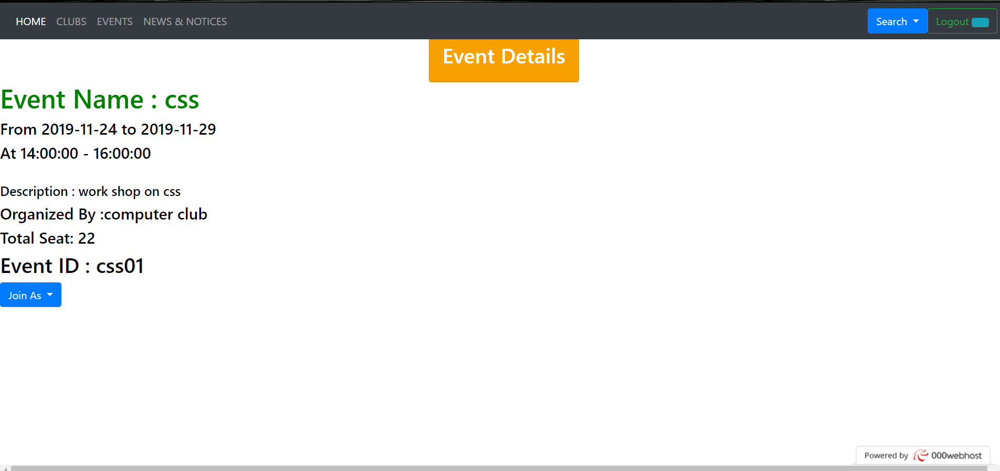 HOME CLUBS EVENTS NEWS & NOTICES Search Logout
Event Details
Event Name : css
From 2019-11-24 to 2019-11-29
At 14:00:00 - 16:00:00
Description : work shop on css
Organized By :computer club
Total Seat: 22
Event ID : css01
Join As
Powered by 000webhost